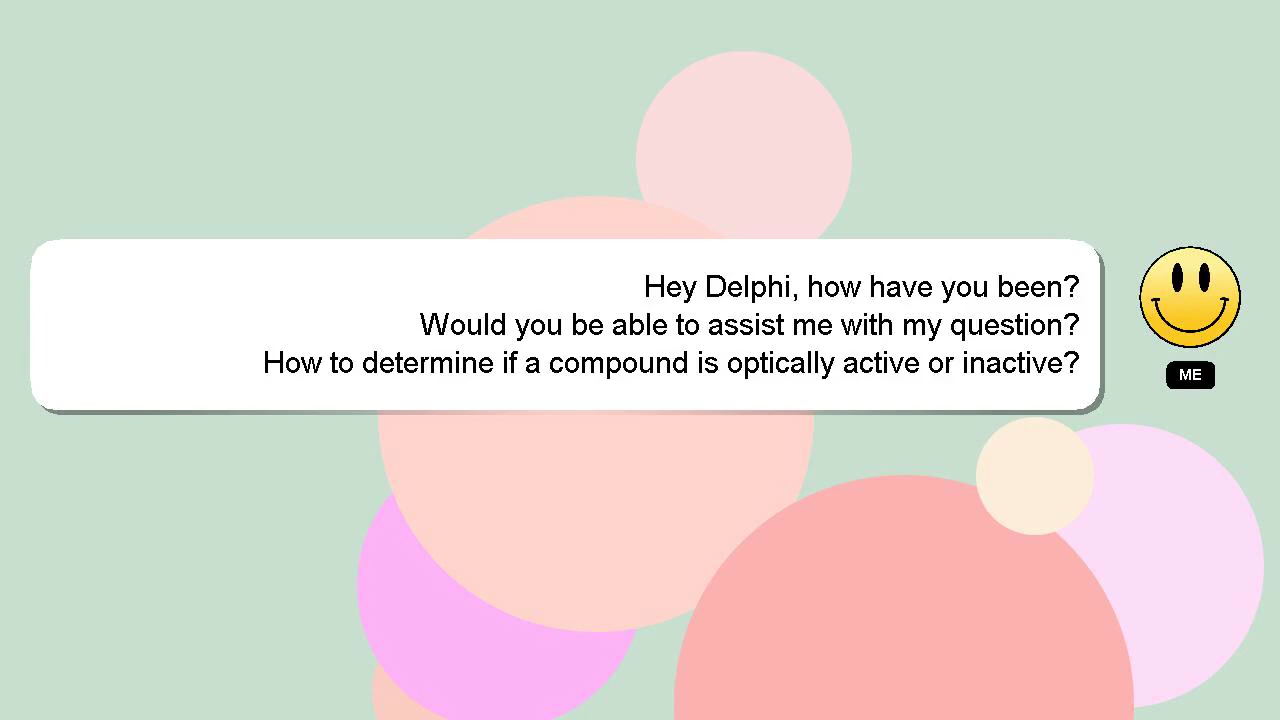 Hey Delphi, how have you been?
Would you be able to assist me with my question?
How to determine if a compound is optically active or inactive?
ME